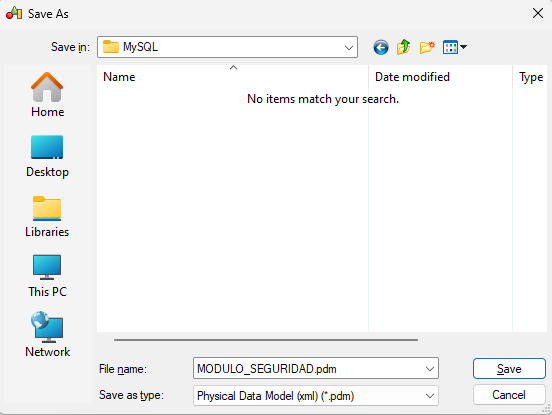 Save As
Save in: MySQL
Name Date modified Type
No items match your search.
Home
Desktop
Libraries
This PC
Network
File name: MODULO_SEGURIDAD.pdm Save
Save as type: Physical Data Model (xml) (*.pdm) Cancel